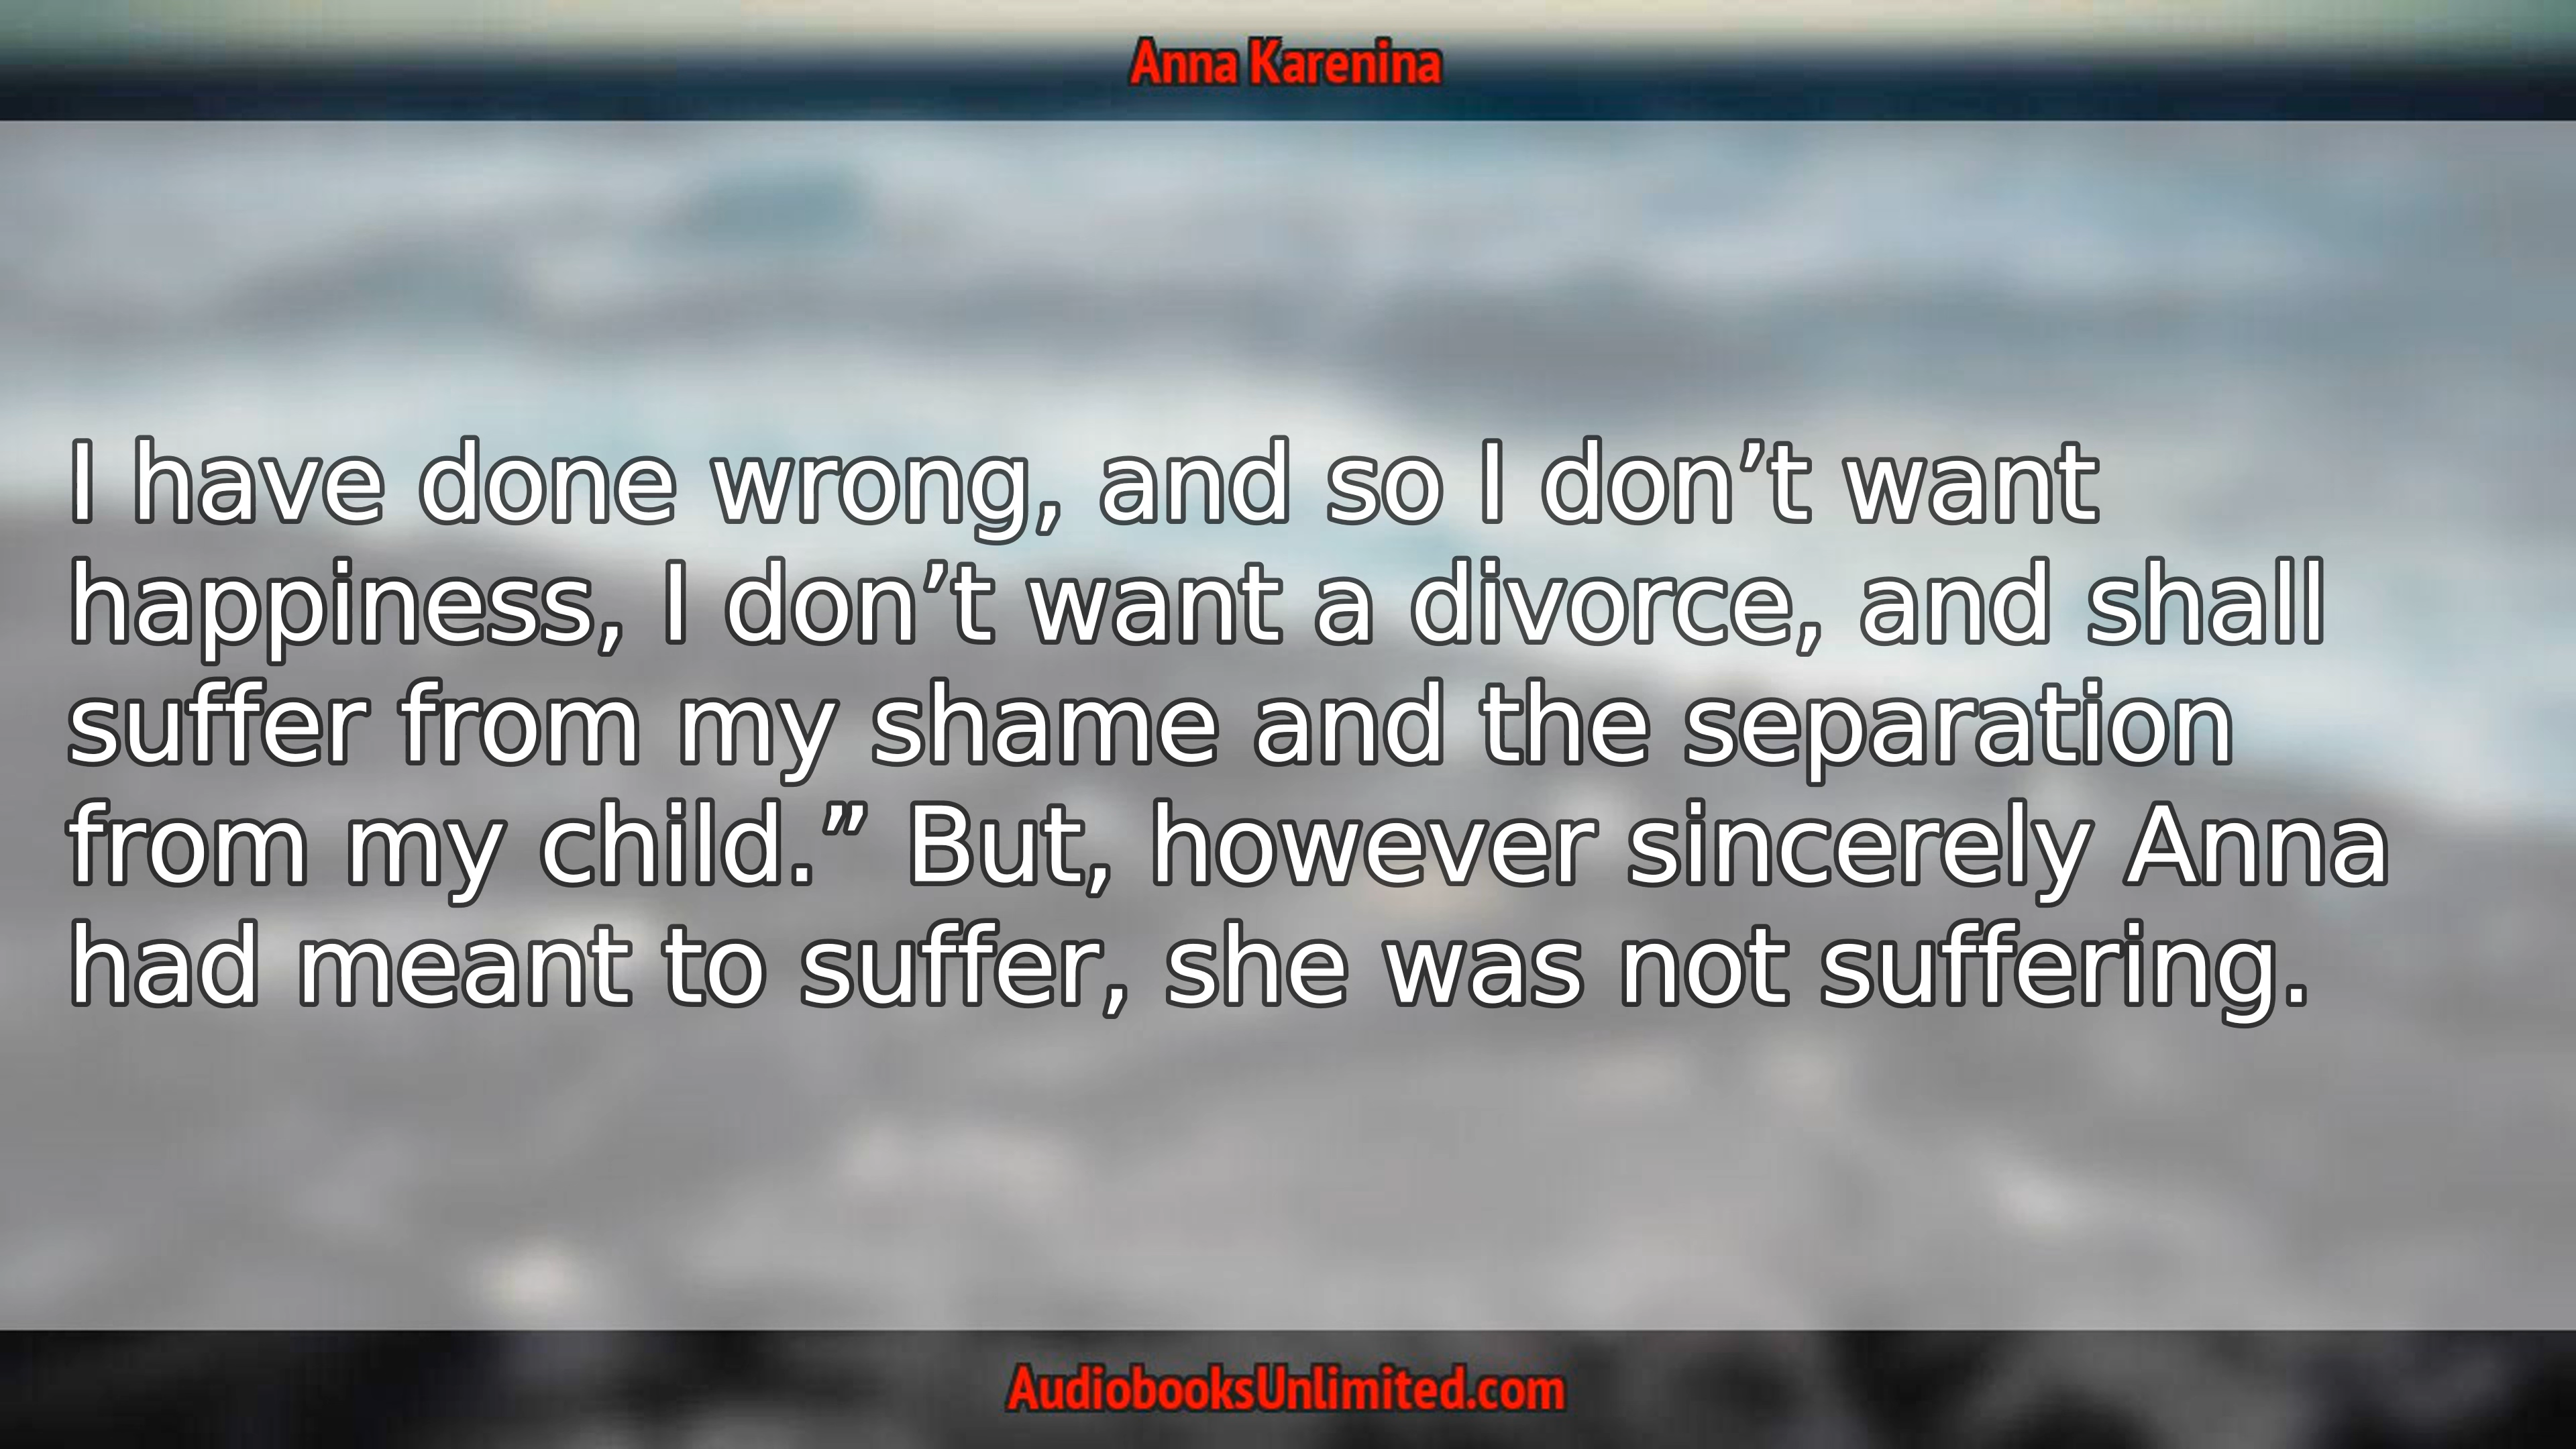 Anna Karenina
I have done wrong, and so I don’t want
happiness, I don’t want a divorce, and shall
suffer from my shame and the separation
from my child.” But, however sincerely Anna
had meant to suffer, she was not suffering.
AudiobooksUnlimited.com